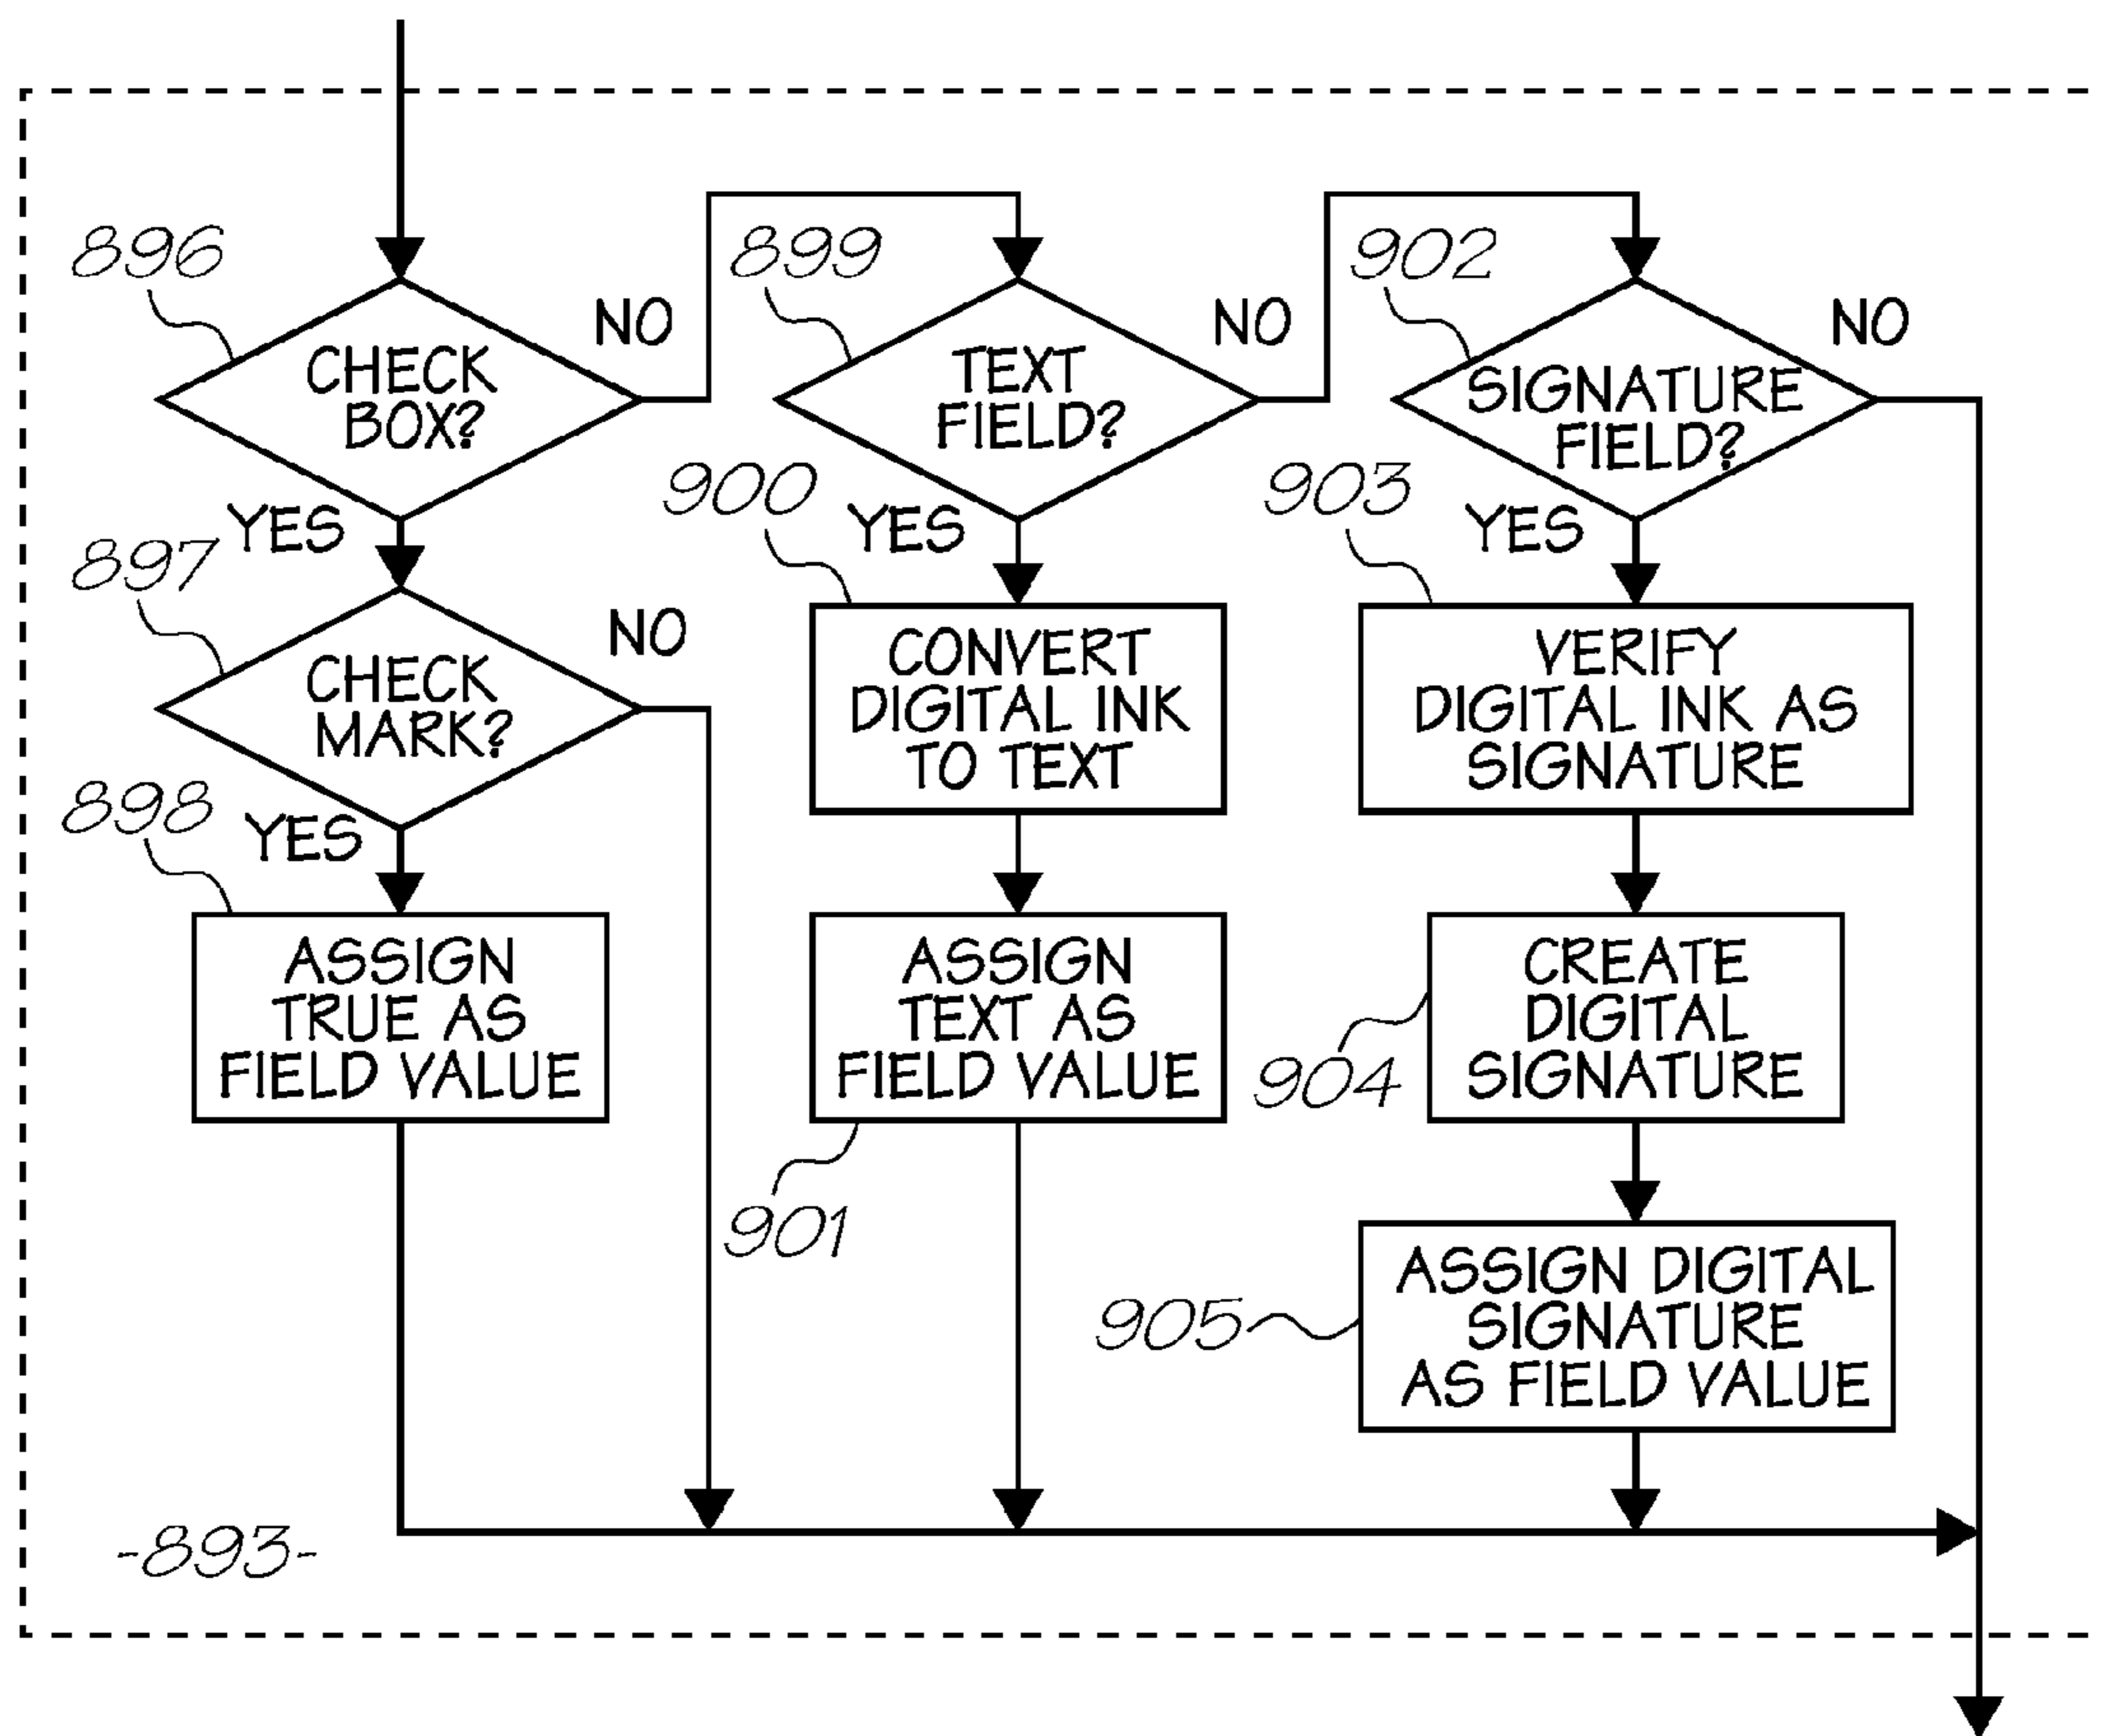 896
CHECK
BOX?
NO
YES
897
CHECK
MARK?
NO
YES
898
ASSIGN
TRUE AS
FIELD VALUE
899
TEXT
FIELD?
NO
YES
900
CONVERT
DIGITAL INK
TO TEXT
ASSIGN
TEXT AS
FIELD VALUE
901
902
SIGNATURE
FIELD?
NO
YES
903
VERIFY
DIGITAL INK AS
SIGNATURE
CREATE
DIGITAL
SIGNATURE
904
ASSIGN DIGITAL
SIGNATURE
AS FIELD VALUE
905
-893-